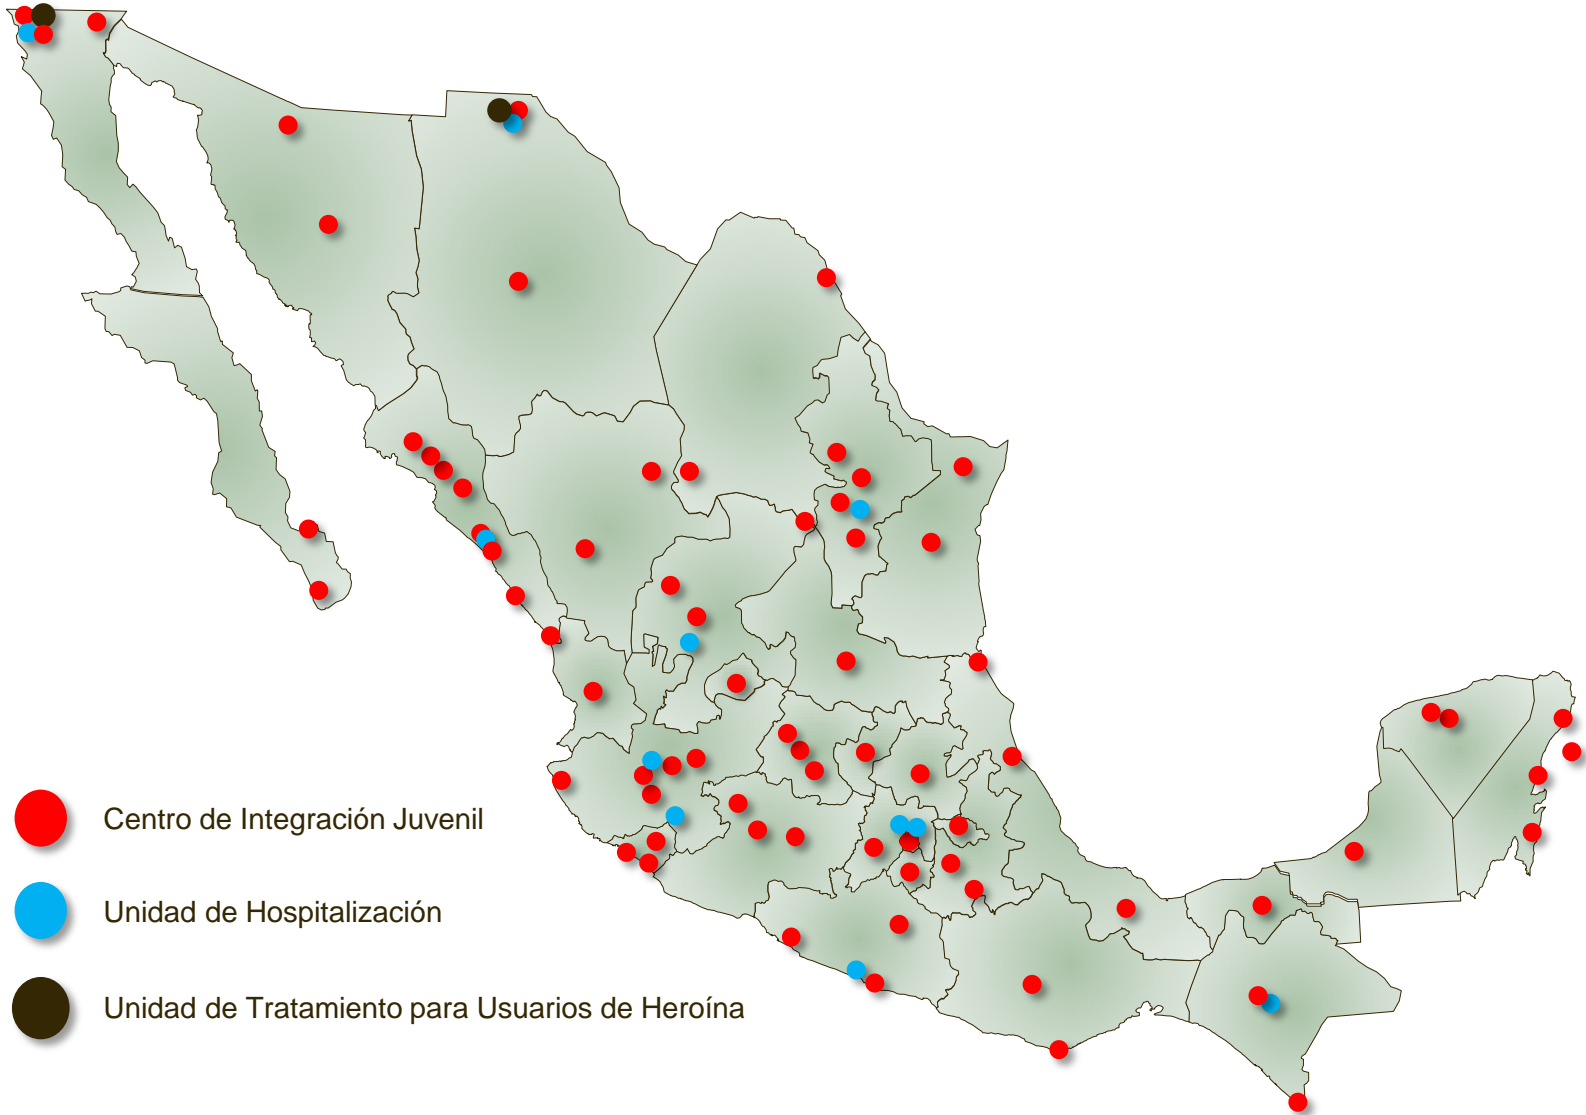 Centro de Integración Juvenil
Unidad de Hospitalización
Unidad de Tratamiento para Usuarios de Heroína